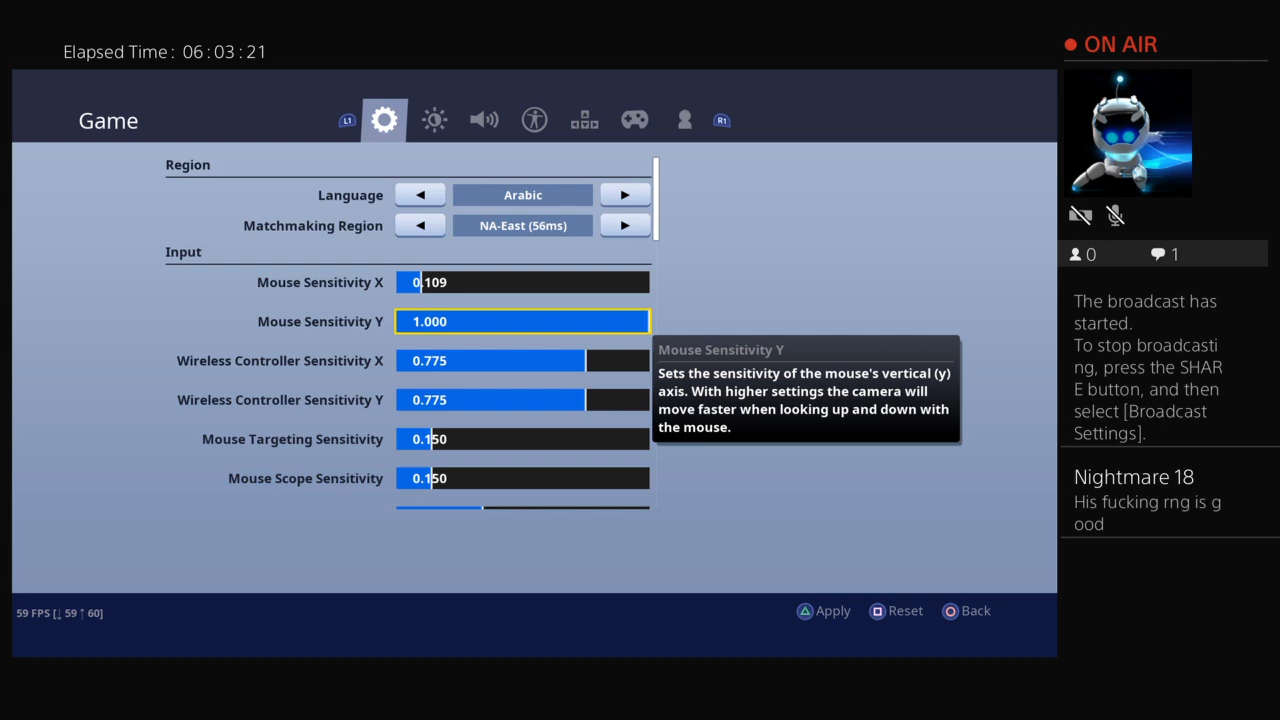 Elapsed Time: 06:03:21
ON AIR
Game
L1
R1
Region
Language
Arabic
Matchmaking Region
NA-East (56ms)
Input
Mouse Sensitivity X
0.109
Mouse Sensitivity Y
1.000
Wireless Controller Sensitivity X
0.775
Wireless Controller Sensitivity Y
0.775
Mouse Targeting Sensitivity
0.150
Mouse Scope Sensitivity
0.150
Mouse Sensitivity Y
Sets the sensitivity of the mouse's vertical (y)
axis. With higher settings the camera will
move faster when looking up and down with
the mouse.
59 FPS [↓ 59 ↑ 60]
Apply
Reset
Back
0
1
The broadcast has
started.
To stop broadcasti
ng, press the SHAR
E button, and then
select [Broadcast
Settings].
Nightmare 18
His fucking rng is g
ood